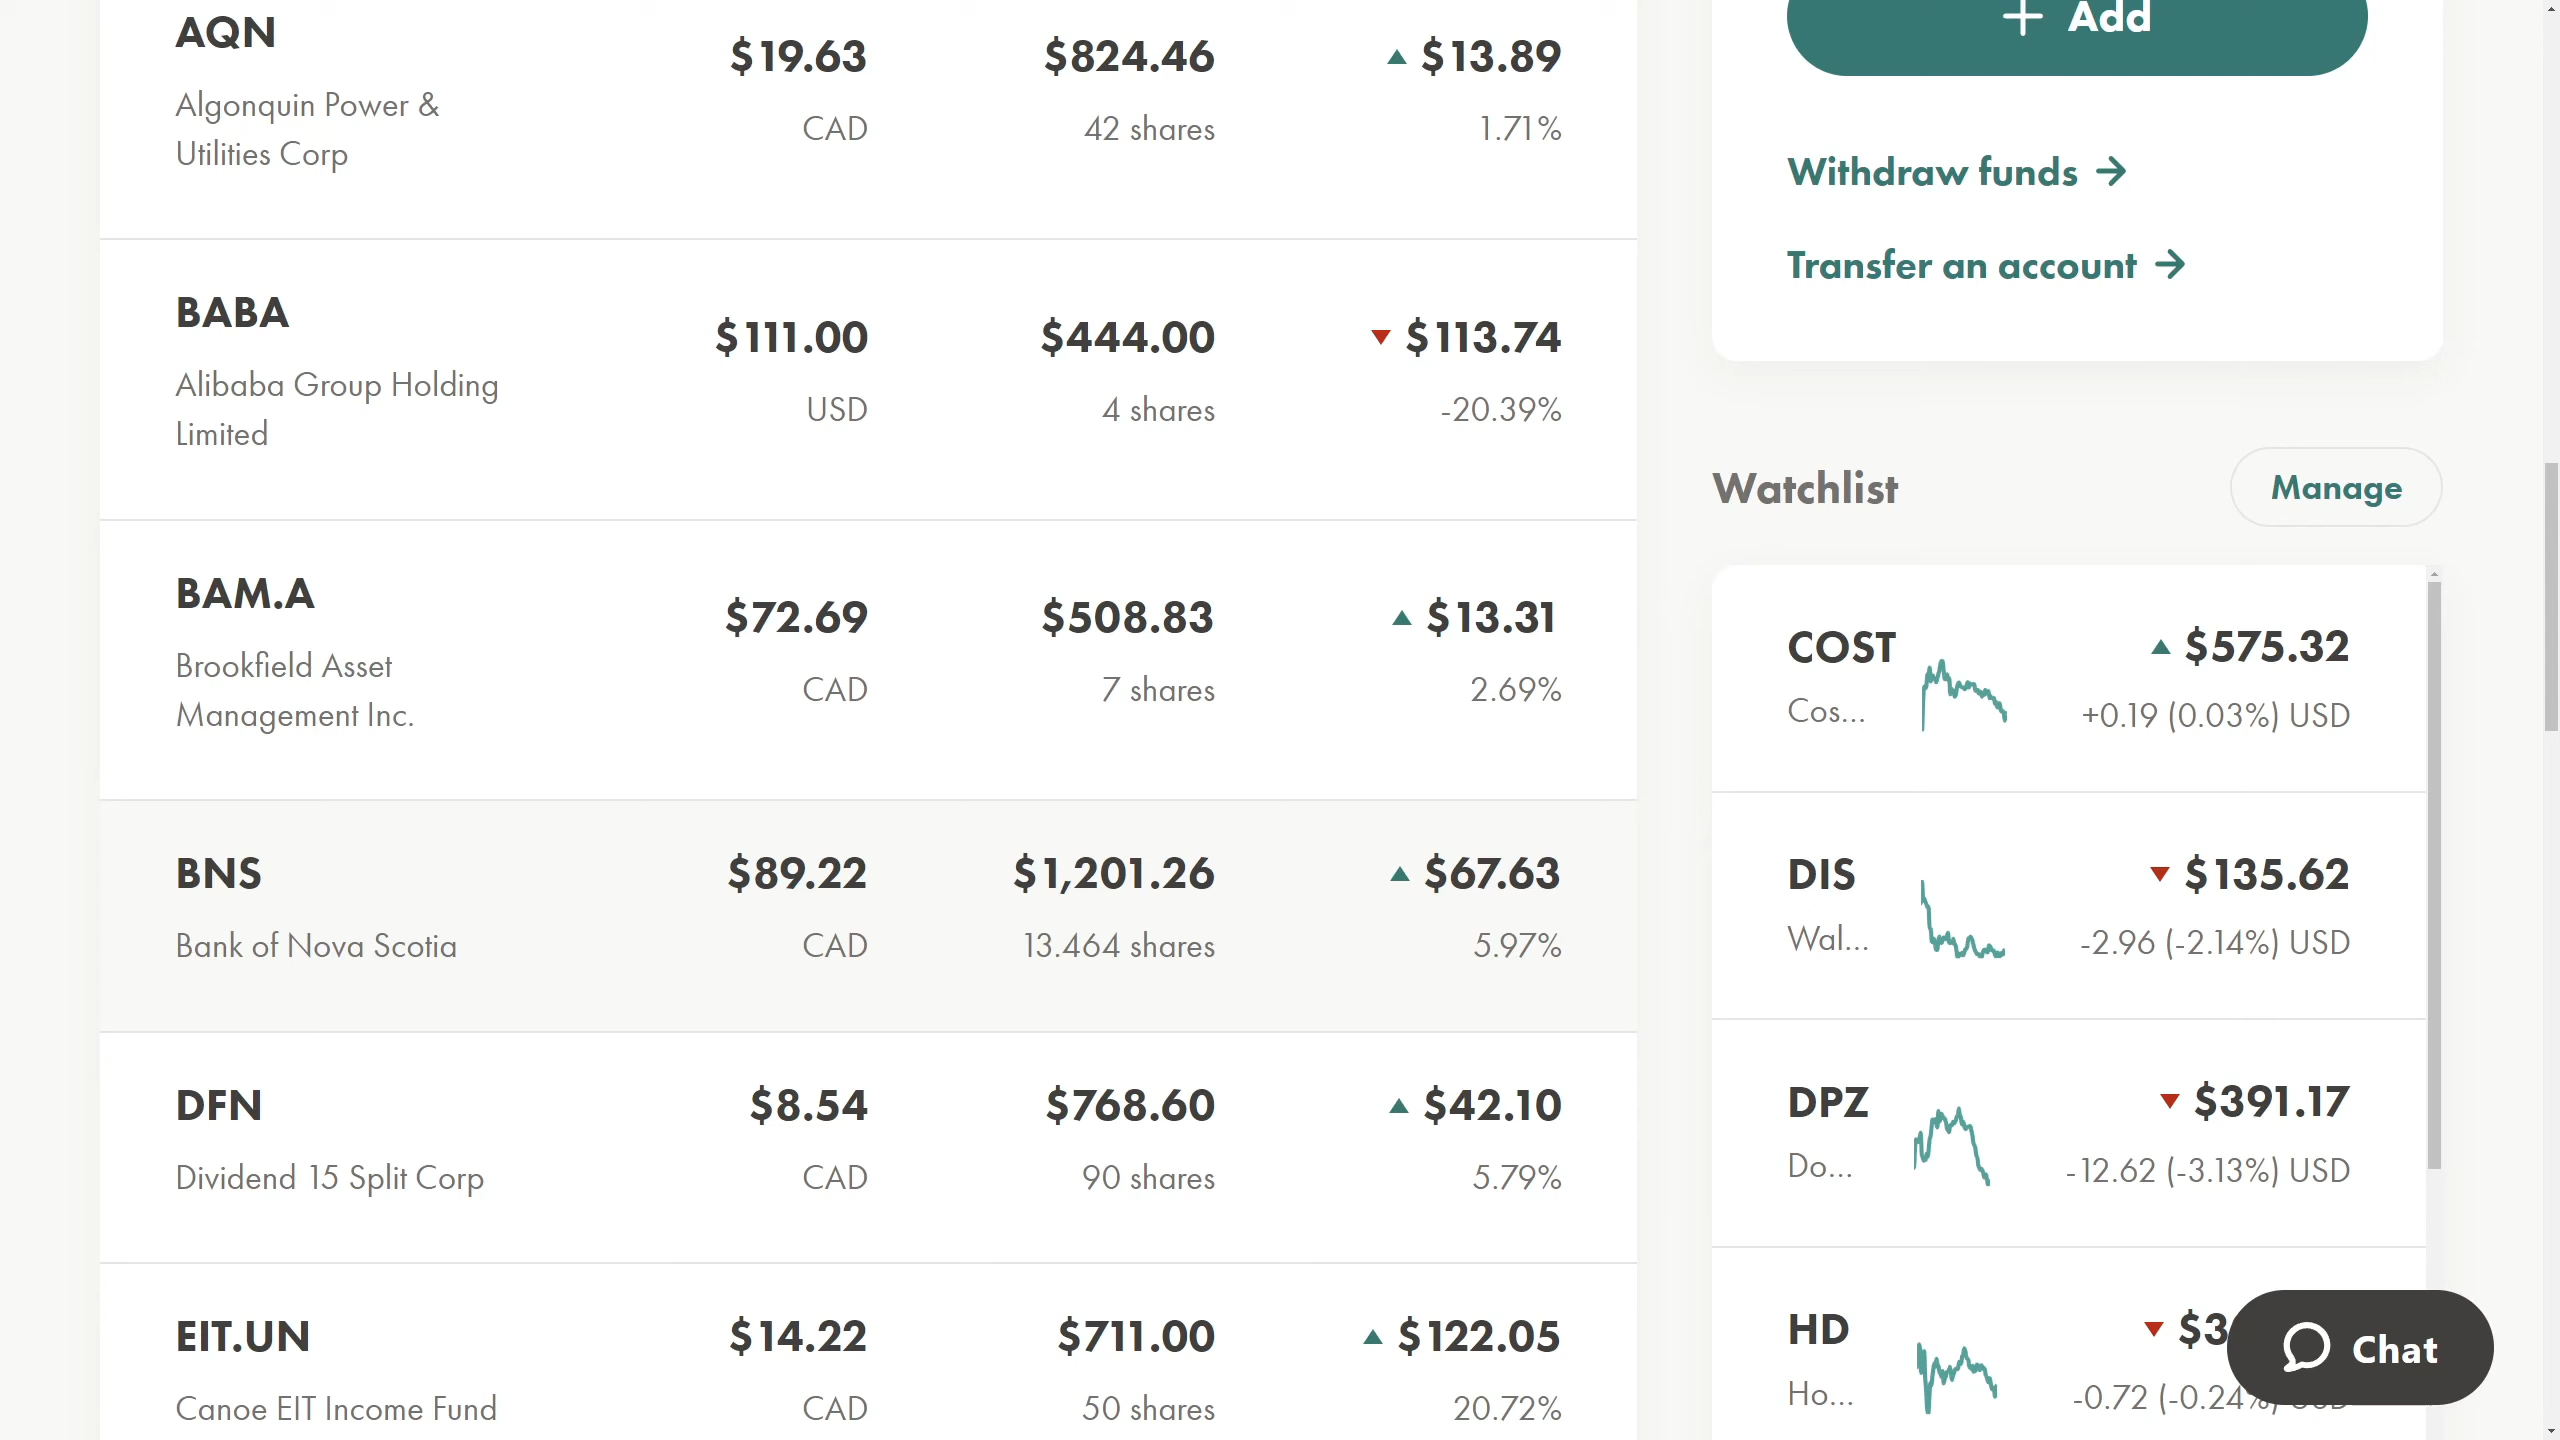 AQN
$19.63
$824.46
$13.89
Algonquin Power &
Utilities Corp
CAD
42 shares
1.71%
BABA
$111.00
$444.00
$113.74
Alibaba Group Holding
Limited
USD
4 shares
-20.39%
BAM.A
$72.69
$508.83
$13.31
Brookfield Asset
Management Inc.
CAD
7 shares
2.69%
BNS
$89.22
$1,201.26
$67.63
Bank of Nova Scotia
CAD
13.464 shares
5.97%
DFN
$8.54
$768.60
$42.10
Dividend 15 Split Corp
CAD
90 shares
5.79%
EIT.UN
$14.22
$711.00
$122.05
Canoe EIT Income Fund
CAD
50 shares
20.72%
Add
Withdraw funds
Transfer an account
Watchlist
Manage
COST
$575.32
Cos...
+0.19 (0.03%) USD
DIS
$135.62
Wal...
-2.96 (-2.14%) USD
DPZ
$391.17
Do...
-12.62 (-3.13%) USD
HD
Ho...
-0.72 (-0.24%)
Chat